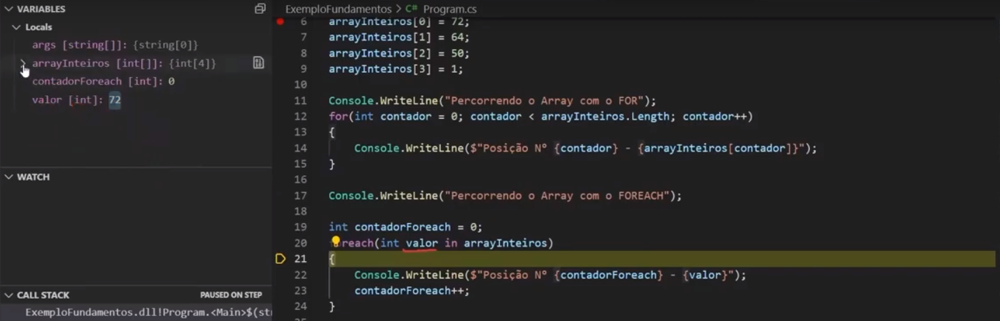 VARIABLES
Locals
args [string[]]: {string[0]}
arrayInteiros [int[]]: {int[4]}
contadorForeach [int]: 0
valor [int]: 72
WATCH
CALL STACK PAUSED ON STEP
ExemploFundamentos.dll!Program.<Main>$(st
ExemploFundamentos > C# Program.cs
6 arrayInteiros[0] = 72;
7 arrayInteiros[1] = 64;
8 arrayInteiros[2] = 50;
9 arrayInteiros[3] = 1;
10
11 Console.WriteLine("Percorrendo o Array com o FOR");
12 for(int contador = 0; contador < arrayInteiros.Length; contador++)
13 {
14 Console.WriteLine($"Posição Nº {contador} - {arrayInteiros[contador]}");
15 }
16
17 Console.WriteLine("Percorrendo o Array com o FOREACH");
18
19 int contadorForeach = 0;
20 reach(int valor in arrayInteiros)
21 {
22 Console.WriteLine($"Posição Nº {contadorForeach} - {valor}");
23 contadorForeach++;
24 }